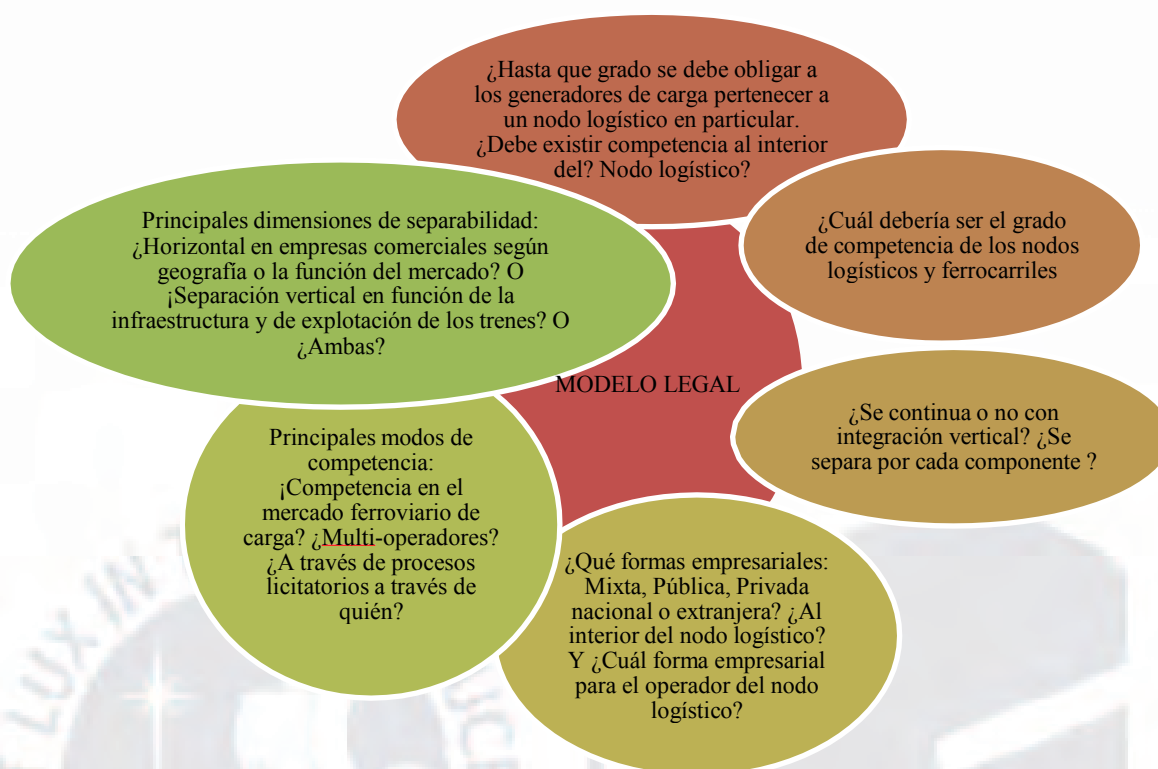 ¿Hasta que grado se debe obligar a
los generadores de carga pertenecer a
un nodo logístico en particular.
¿Debe existir competencia al interior
del? Nodo logístico?
¿Cuál debería ser el grado
de competencia de los nodos
logísticos y ferrocarriles
¿Se continua o no con
integración vertical? ¿Se
separa por cada componente ?
¿Qué formas empresariales:
Mixta, Pública, Privada
nacional o extranjera? ¿Al
interior del nodo logístico?
Y ¿Cuál forma empresarial
para el operador del nodo
logístico?
Principales modos de
competencia:
¡Competencia en el
mercado ferroviario de
carga? ¿Multi-operadores?
¿A través de procesos
licitatorios a través de
quién?
Principales dimensiones de separabilidad:
¿Horizontal en empresas comerciales según
geografía o la función del mercado? O
¡Separación vertical en función de la
infraestructura y de explotación de los trenes? O
¿Ambas?
MODELO LEGAL
LUX IN